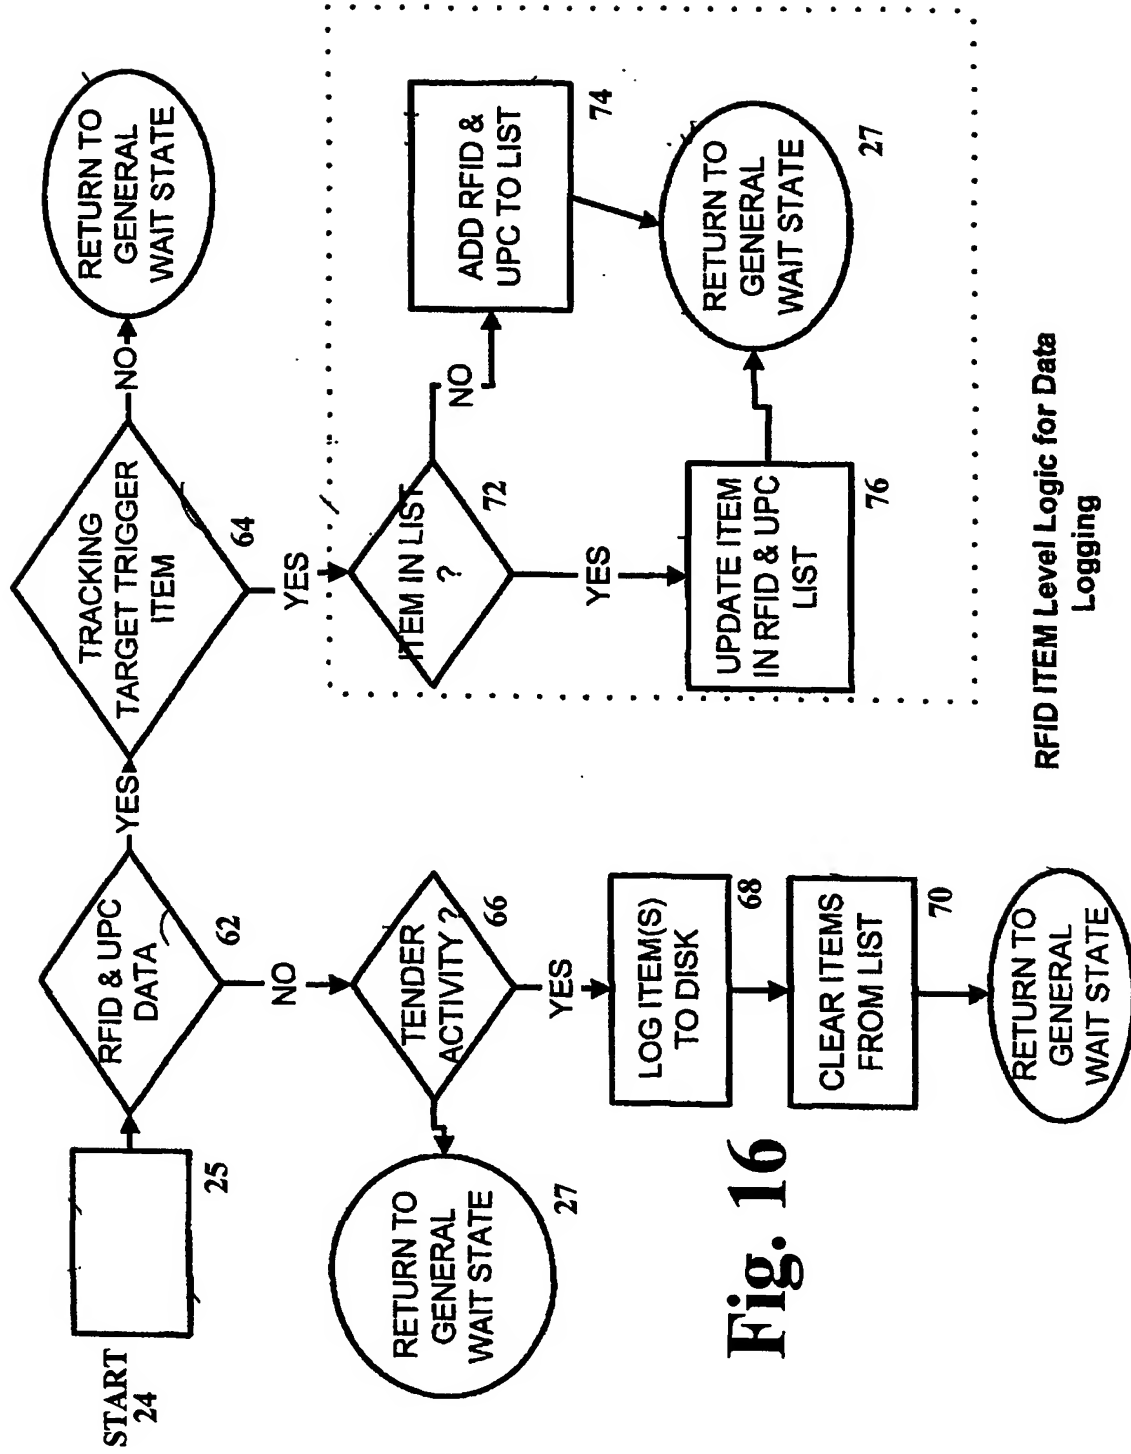 START
24
25
RFID & UPC
DATA
62
YES
TRACKING
TARGET TRIGGER
ITEM
64
NO
RETURN TO
GENERAL
WAIT STATE
NO
TENDER
ACTIVITY ?
66
RETURN TO
GENERAL
WAIT STATE
27
YES
LOG ITEM(S)
TO DISK
68
CLEAR ITEMS
FROM LIST
70
RETURN TO
GENERAL
WAIT STATE
YES
ITEM IN LIST
?
72
NO
ADD RFID &
UPC TO LIST
74
YES
UPDATE ITEM
IN RFID & UPC
LIST
76
RETURN TO
GENERAL
WAIT STATE
27
Fig. 16
RFID ITEM Level Logic for Data
Logging